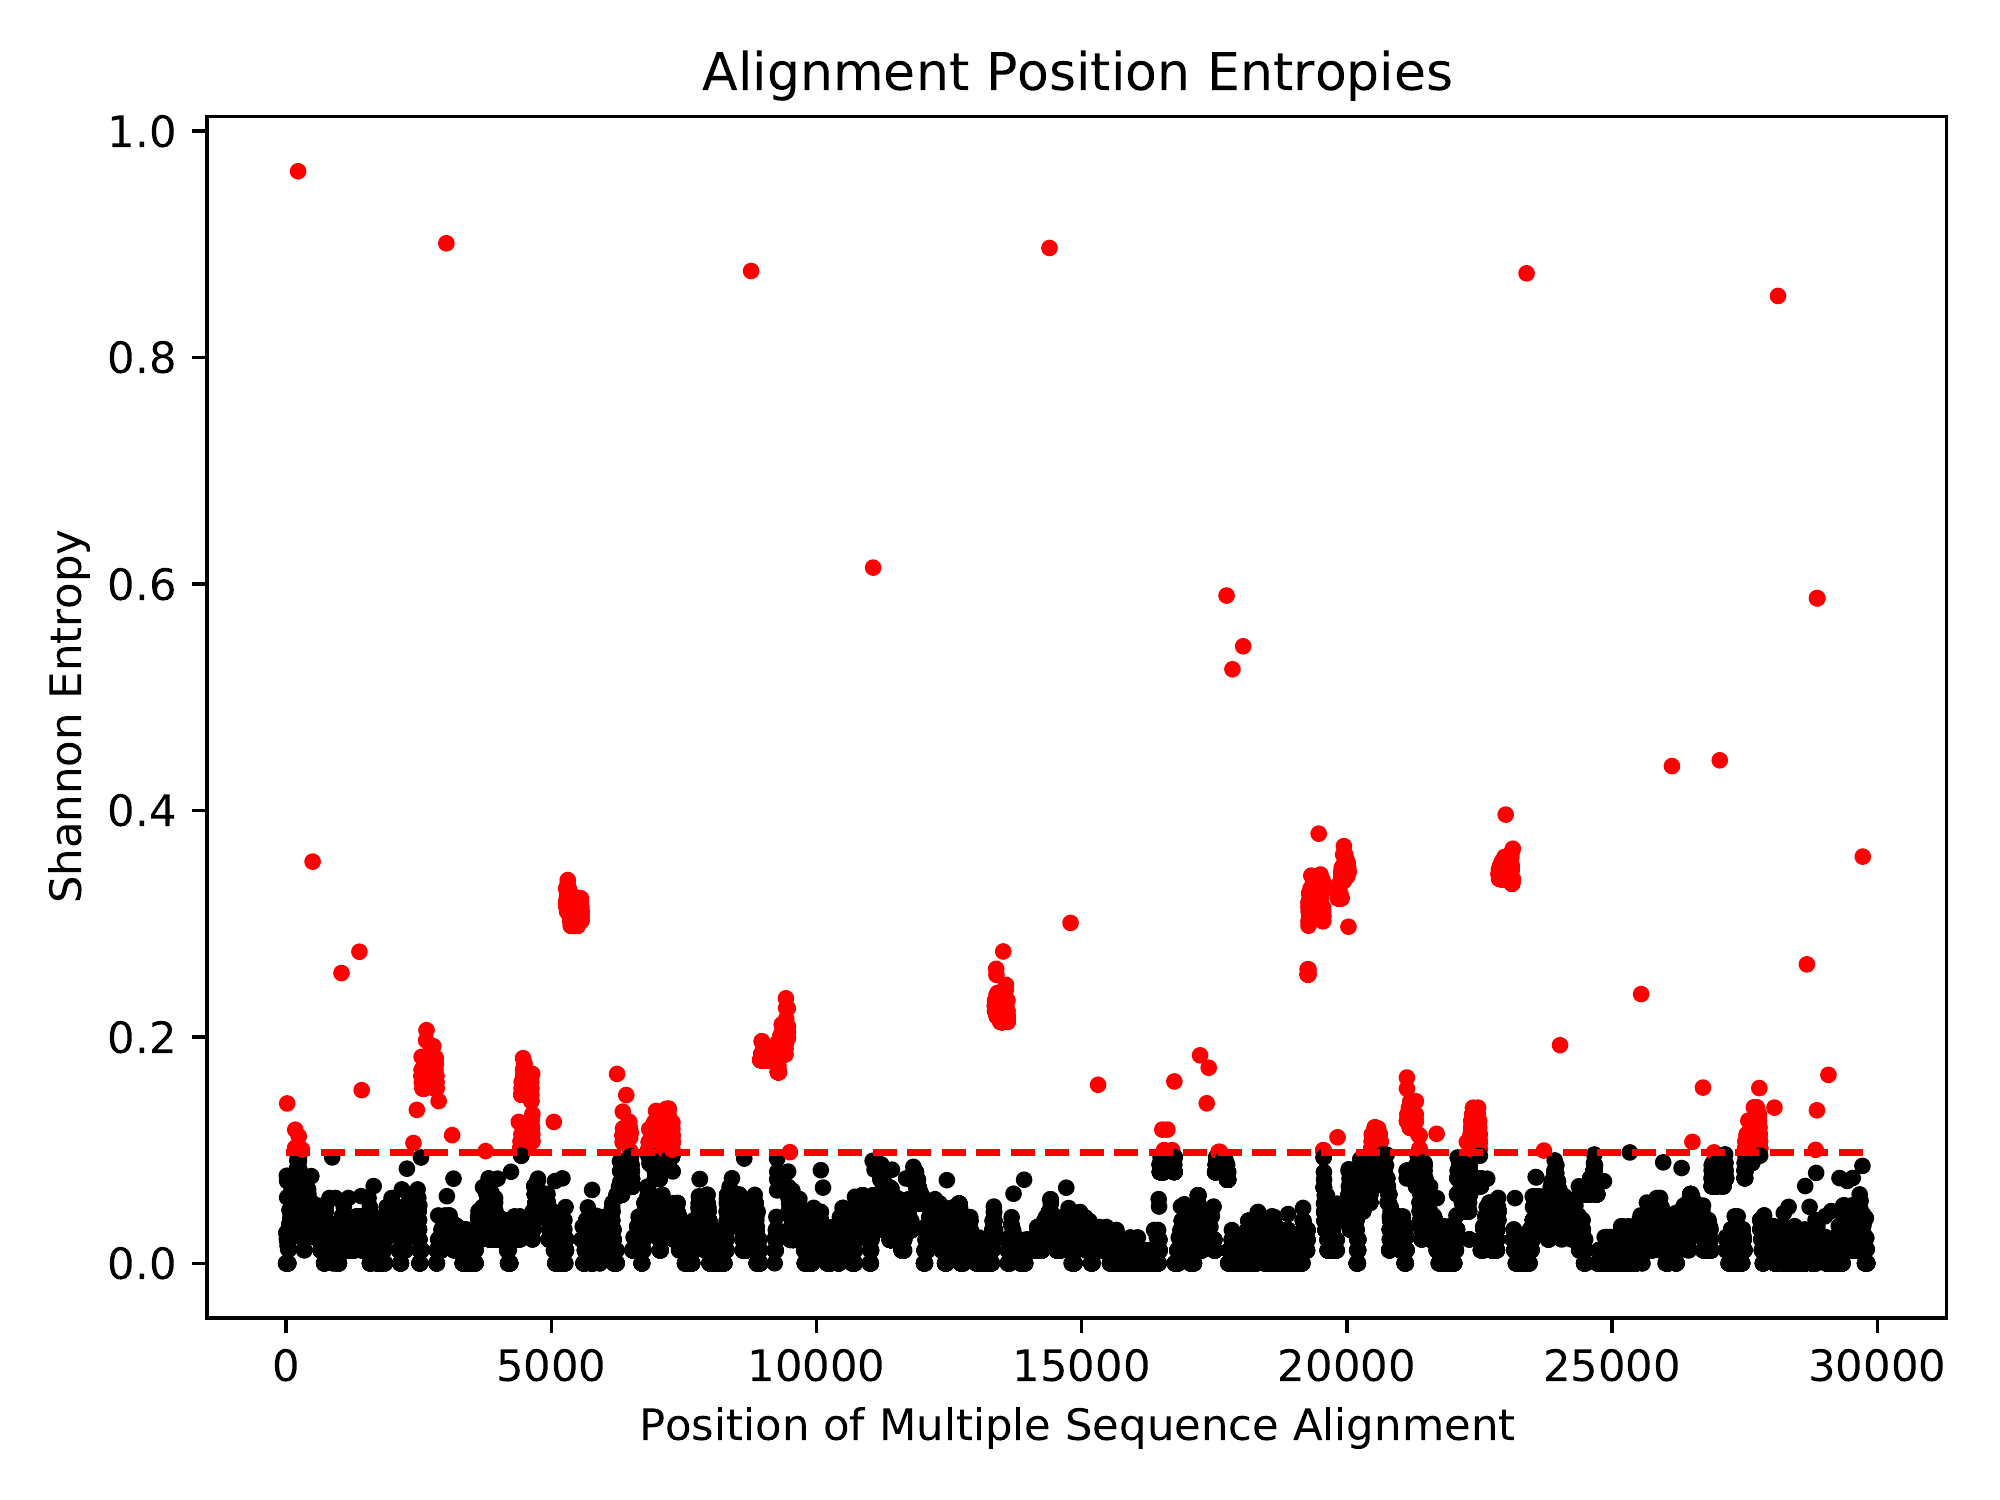 Alignment Position Entropies
1.0
0.8
0.6
0.4
0.2
0.0
Shannon Entropy
0 5000 10000 15000 20000 25000 30000
Position of Multiple Sequence Alignment